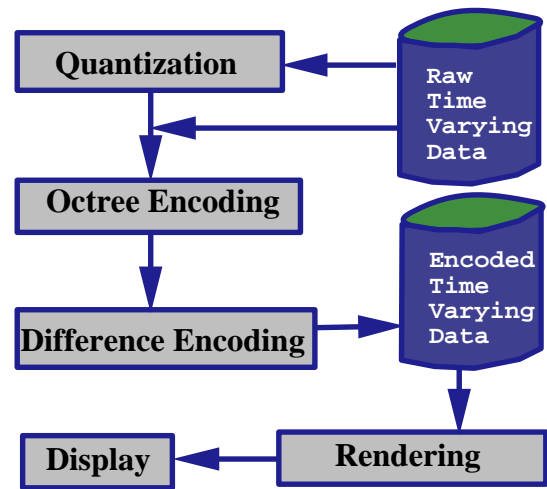 Quantization
Raw
Time
Varying
Data
Octree Encoding
Encoded
Time
Varying
Data
Difference Encoding
Rendering
Display